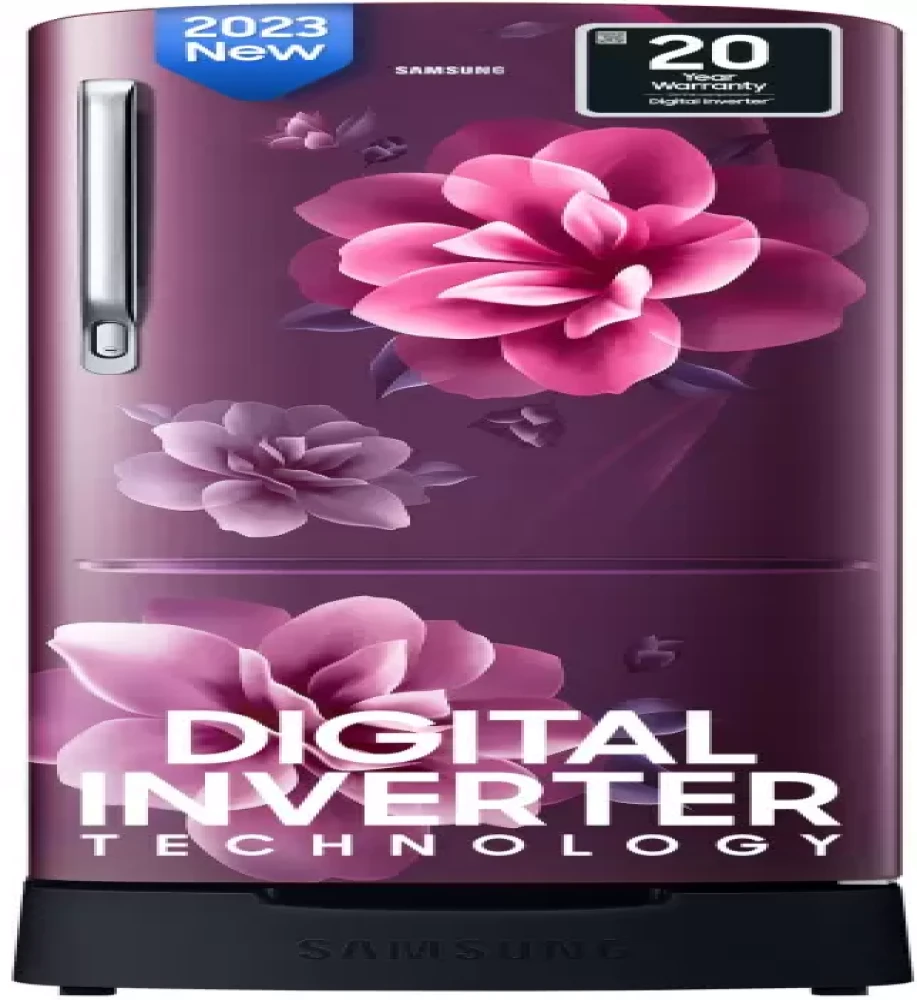 2023
New
SAMSUNG
20
Year
Warranty
Digital Inverter
DIGITAL
INVERTER
TECHNOLOGY
SAMSUNG